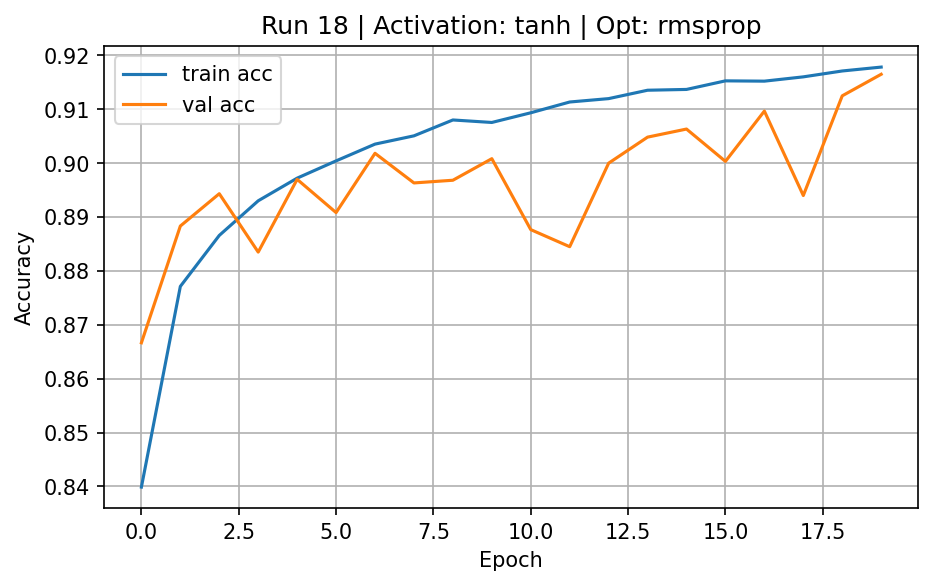 Run 18 | Activation: tanh | Opt: rmsprop
train acc
val acc
Accuracy
0.92
0.91
0.90
0.89
0.88
0.87
0.86
0.85
0.84
0.0 2.5 5.0 7.5 10.0 12.5 15.0 17.5
Epoch